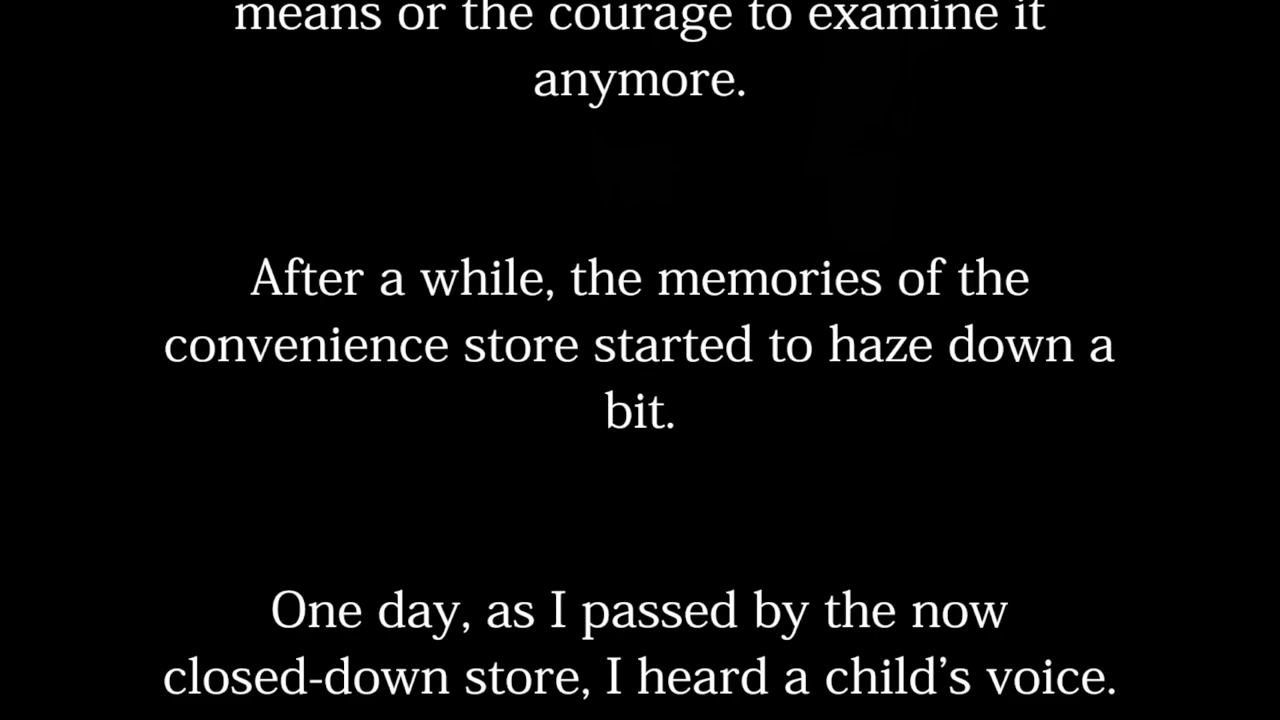 means or the courage to examine it
anymore.
After a while, the memories of the
convenience store started to haze down a
bit.
One day, as I passed by the now
closed-down store, I heard a child’s voice.